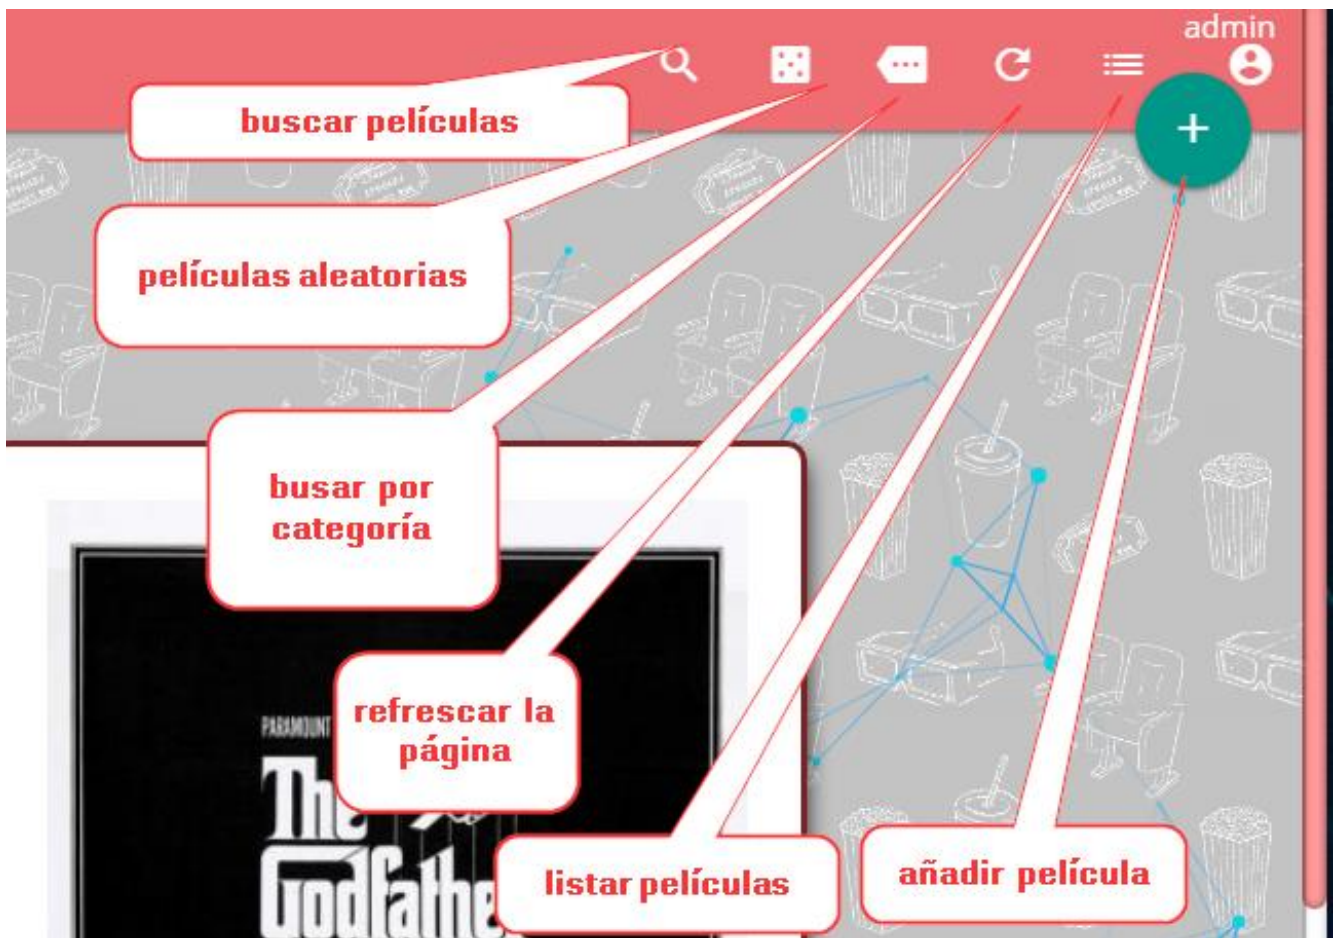 admin
buscar películas
películas aleatorias
busar por
categoría
refrescar la
página
PARAMOUNT
The
Godfathe
listar películas
añadir película